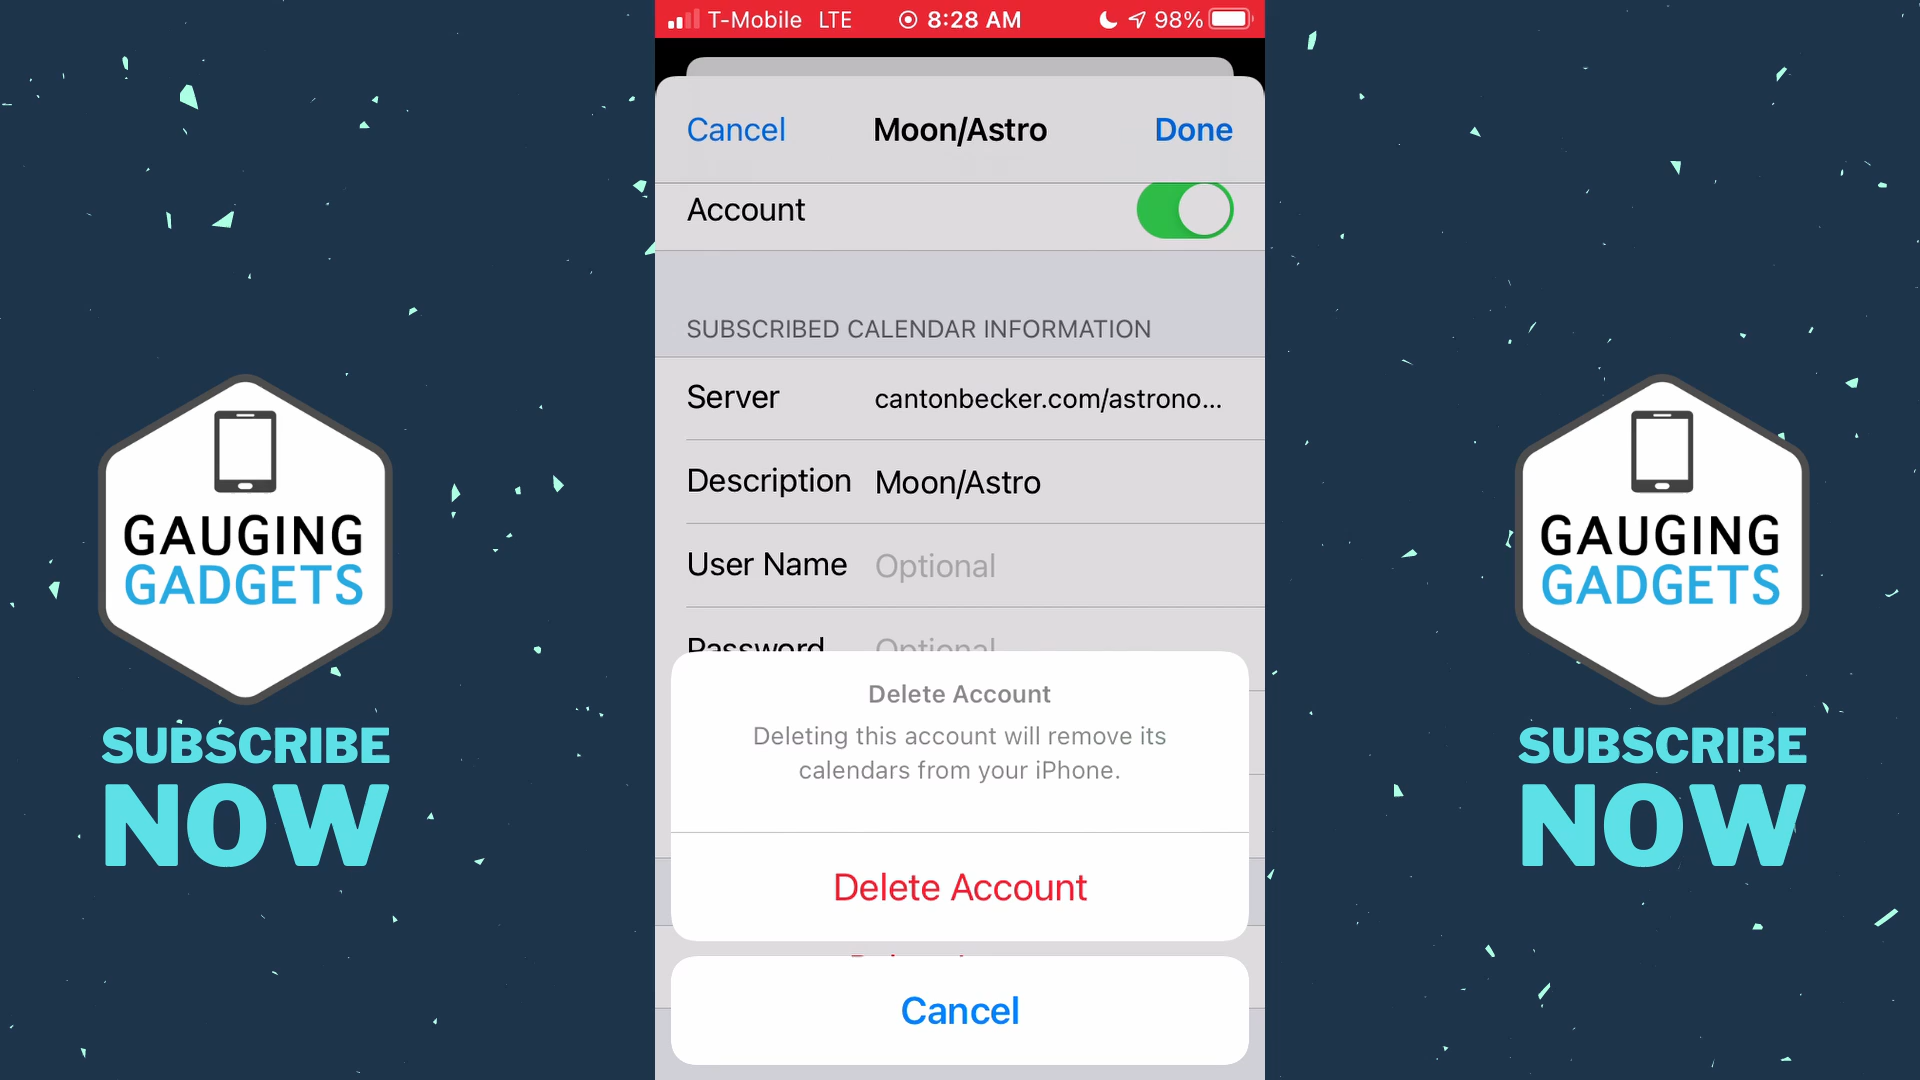 T-Mobile LTE 8:28 AM 98%
Cancel Moon/Astro Done
Account
SUBSCRIBED CALENDAR INFORMATION
Server cantonbecker.com/astrono...
Description Moon/Astro
User Name Optional
Password Optional
Delete Account
Deleting this account will remove its
calendars from your iPhone.
Delete Account
Cancel
GAUGING
GADGETS
SUBSCRIBE
NOW
GAUGING
GADGETS
SUBSCRIBE
NOW